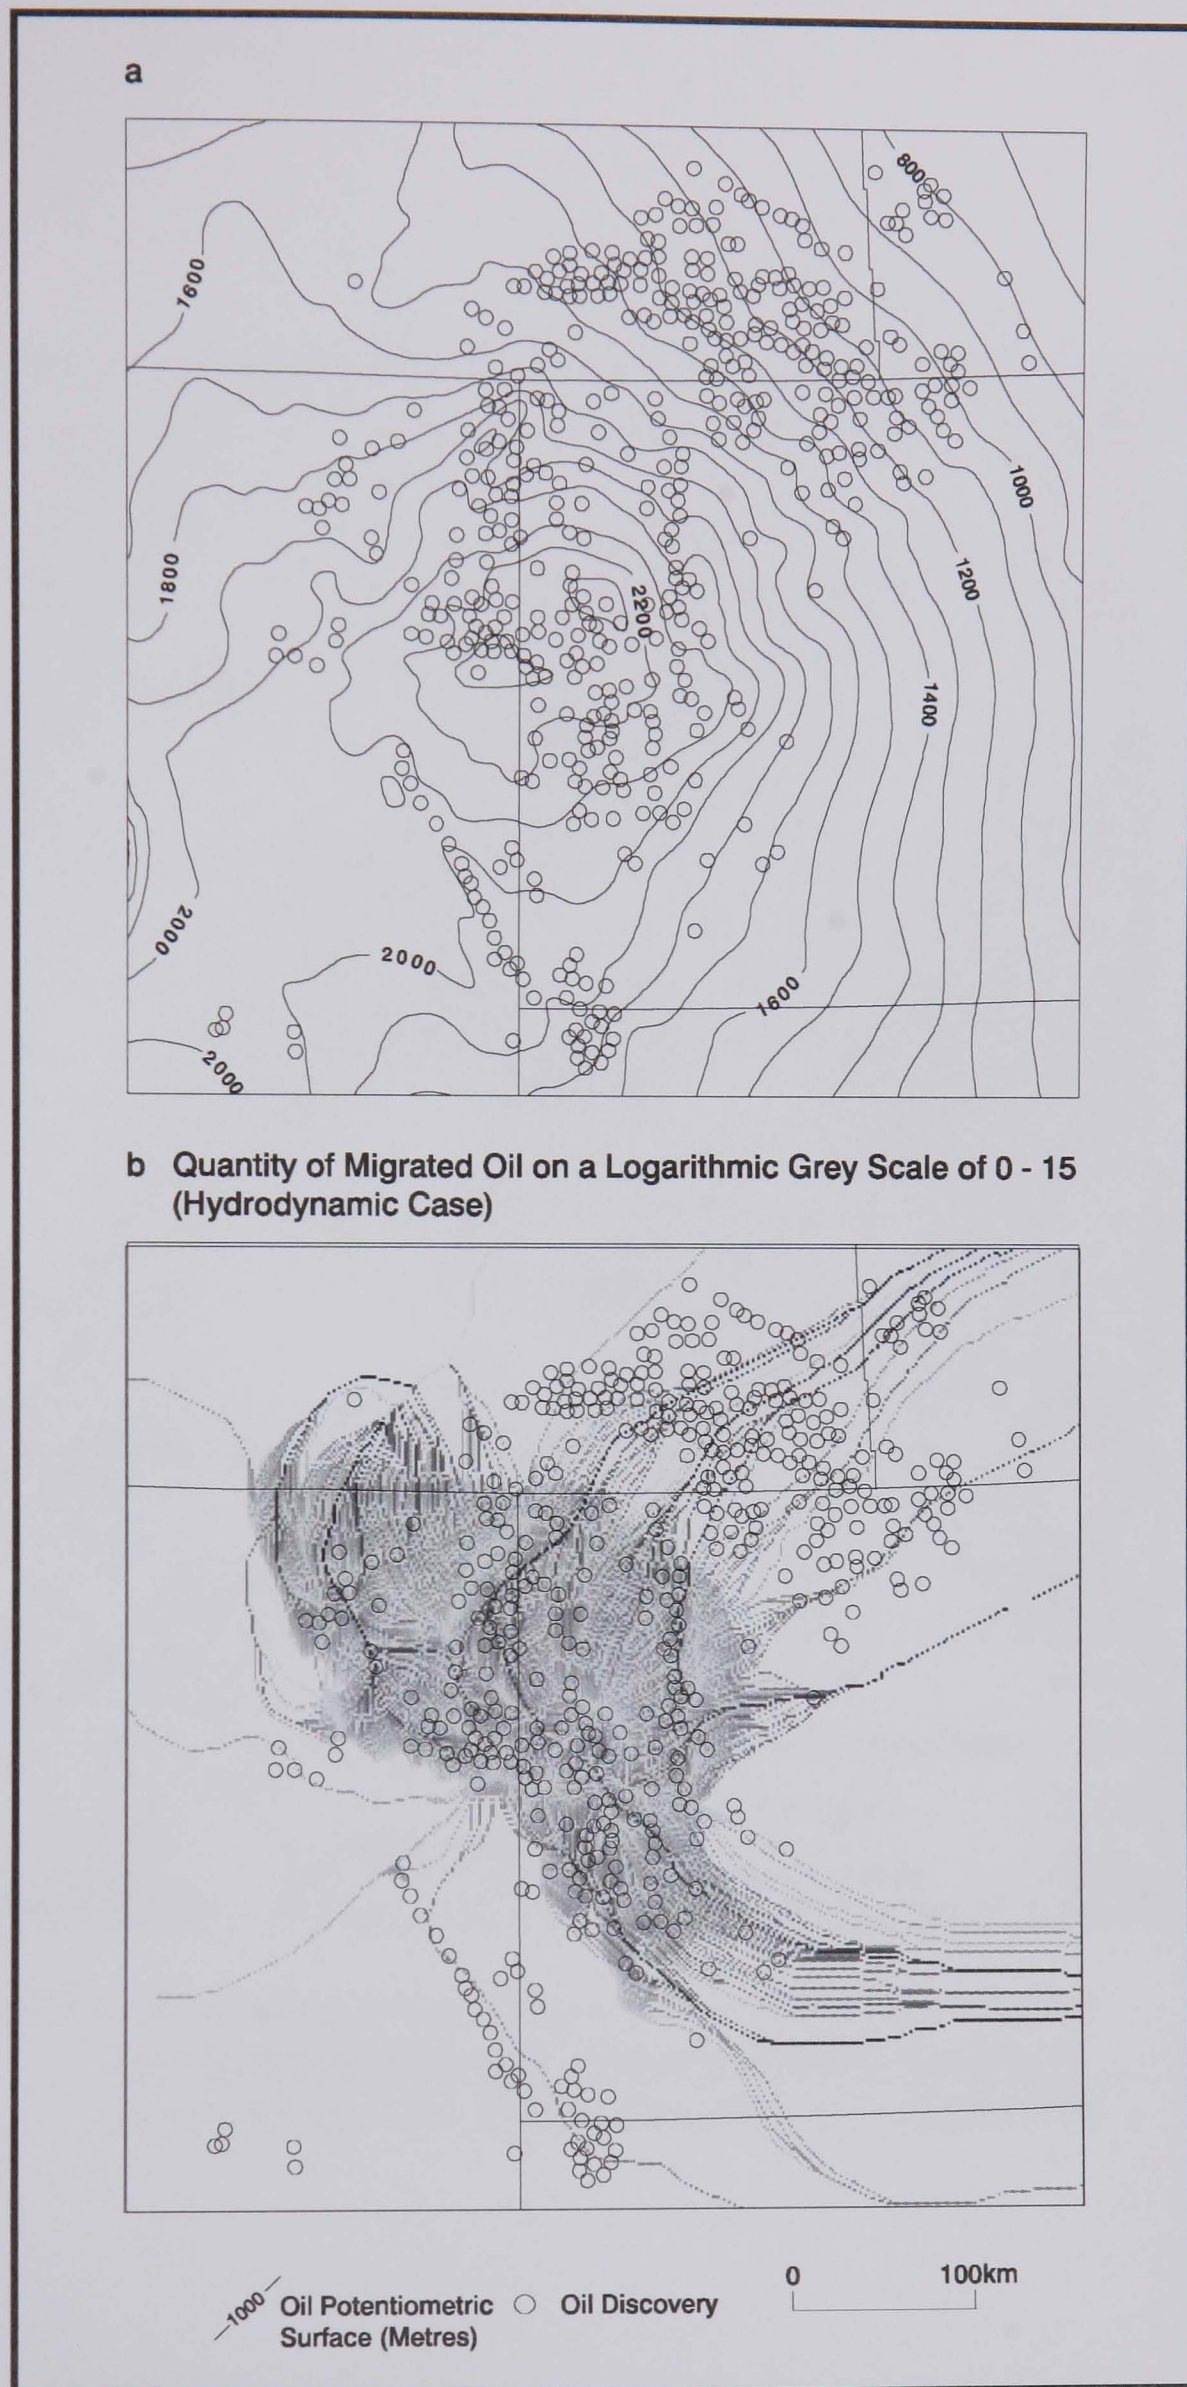 a
800
1600
1000
1800
1200
2200
1400
2000
2000
1600
2000
b Quantity of Migrated Oil on a Logarithmic Grey Scale of 0 - 15
(Hydrodynamic Case)
0 100km
1000 Oil Potentiometric Oil Discovery
Surface (Metres)